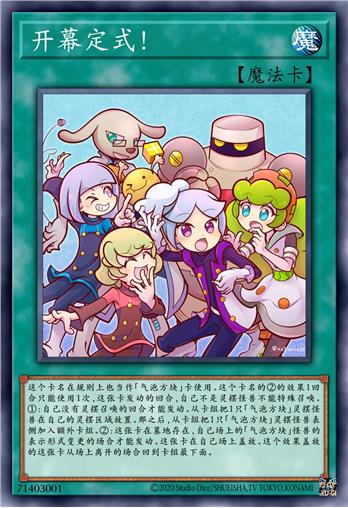 开幕定式！
魔
【魔法卡】
@uxYomia28
这个卡名在规则上也当作「气泡方块」卡使用。这个卡名的②的效果1回
合只能使用1次，这张卡发动的回合，自己不是灵摆怪兽不能特殊召唤。
①：自己没有灵摆召唤的回合才能发动。从卡组把1只「气泡方块」灵摆怪
兽在自己的灵摆区域放置。那之后，从卡组把1只「气泡方块」灵摆怪兽表
侧加入额外卡组。②：这张卡在墓地存在，自己场上的「气泡方块」怪兽的
表示形式变更的场合才能发动。这张卡在自己场上盖放。这个效果盖放
的这张卡从场上离开的场合回到卡组最下面。
71403001
©2020 Studio Dice/SHUEISHA,TV TOKYO,KONAMI